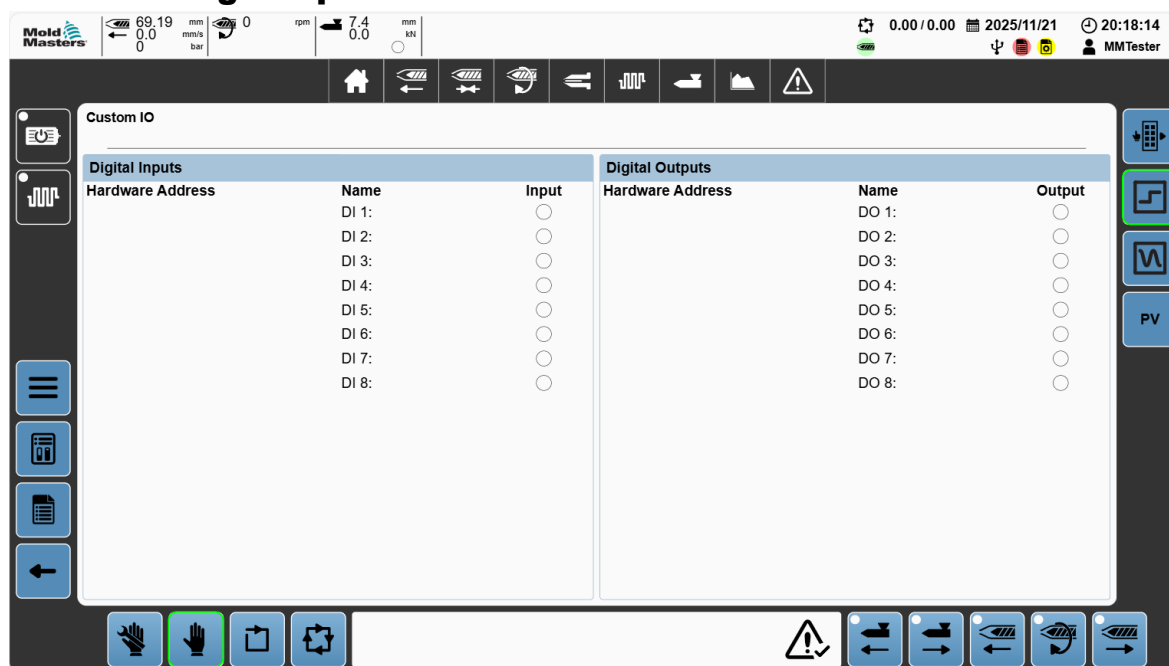 69.19 mm
0.0 mm/s
0 bar
0 rpm
7.4 mm
0.0 kN
0.00 / 0.00
2025/11/21
20:18:14
Mold
Masters
MMTester
Custom IO
Digital Inputs
Digital Outputs
Hardware Address Name Input
Hardware Address Name Output
DI 1:
DO 1:
DI 2:
DO 2:
DI 3:
DO 3:
DI 4:
DO 4:
DI 5:
DO 5:
PV
DI 6:
DO 6:
DI 7:
DO 7:
DI 8:
DO 8: